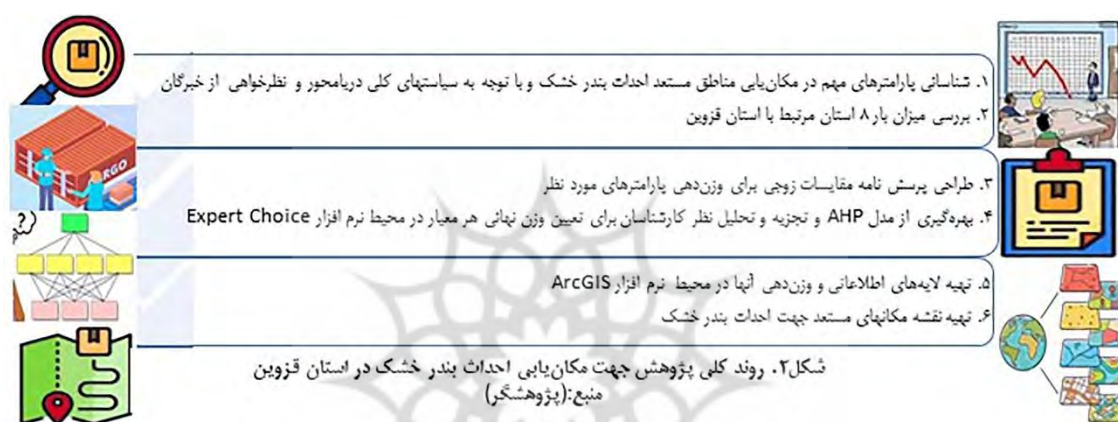 ۱. شناسائی پارامترهای مهم در مکان‌یابی مناطق مستعد احداث بندر خشک و با توجه به سیاستهای کلی دریامحور و نظرخواهی از خبرگان
۲. بررسی میزان بار ۸ استان مرتبط با استان قزوین
ARGO
۳. طراحی پرسش نامه مقایسات زوجی برای وزن‌دهی پارامترهای مورد نظر
۴. بهره‌گیری از مدل AHP و تجزیه و تحلیل نظر کارشناسان برای تعیین وزن نهائی هر معیار در محیط نرم افزار Expert Choice
۵. تهیه لایه‌های اطلاعاتی و وزن‌دهی آنها در محیط نرم افزار ArcGIS
۶. تهیه نقشه مکانهای مستعد جهت احداث بندر خشک
شکل۲. روند کلی پژوهش جهت مکان‌یابی احداث بندر خشک در استان قزوین
منبع:(پژوهشگر)